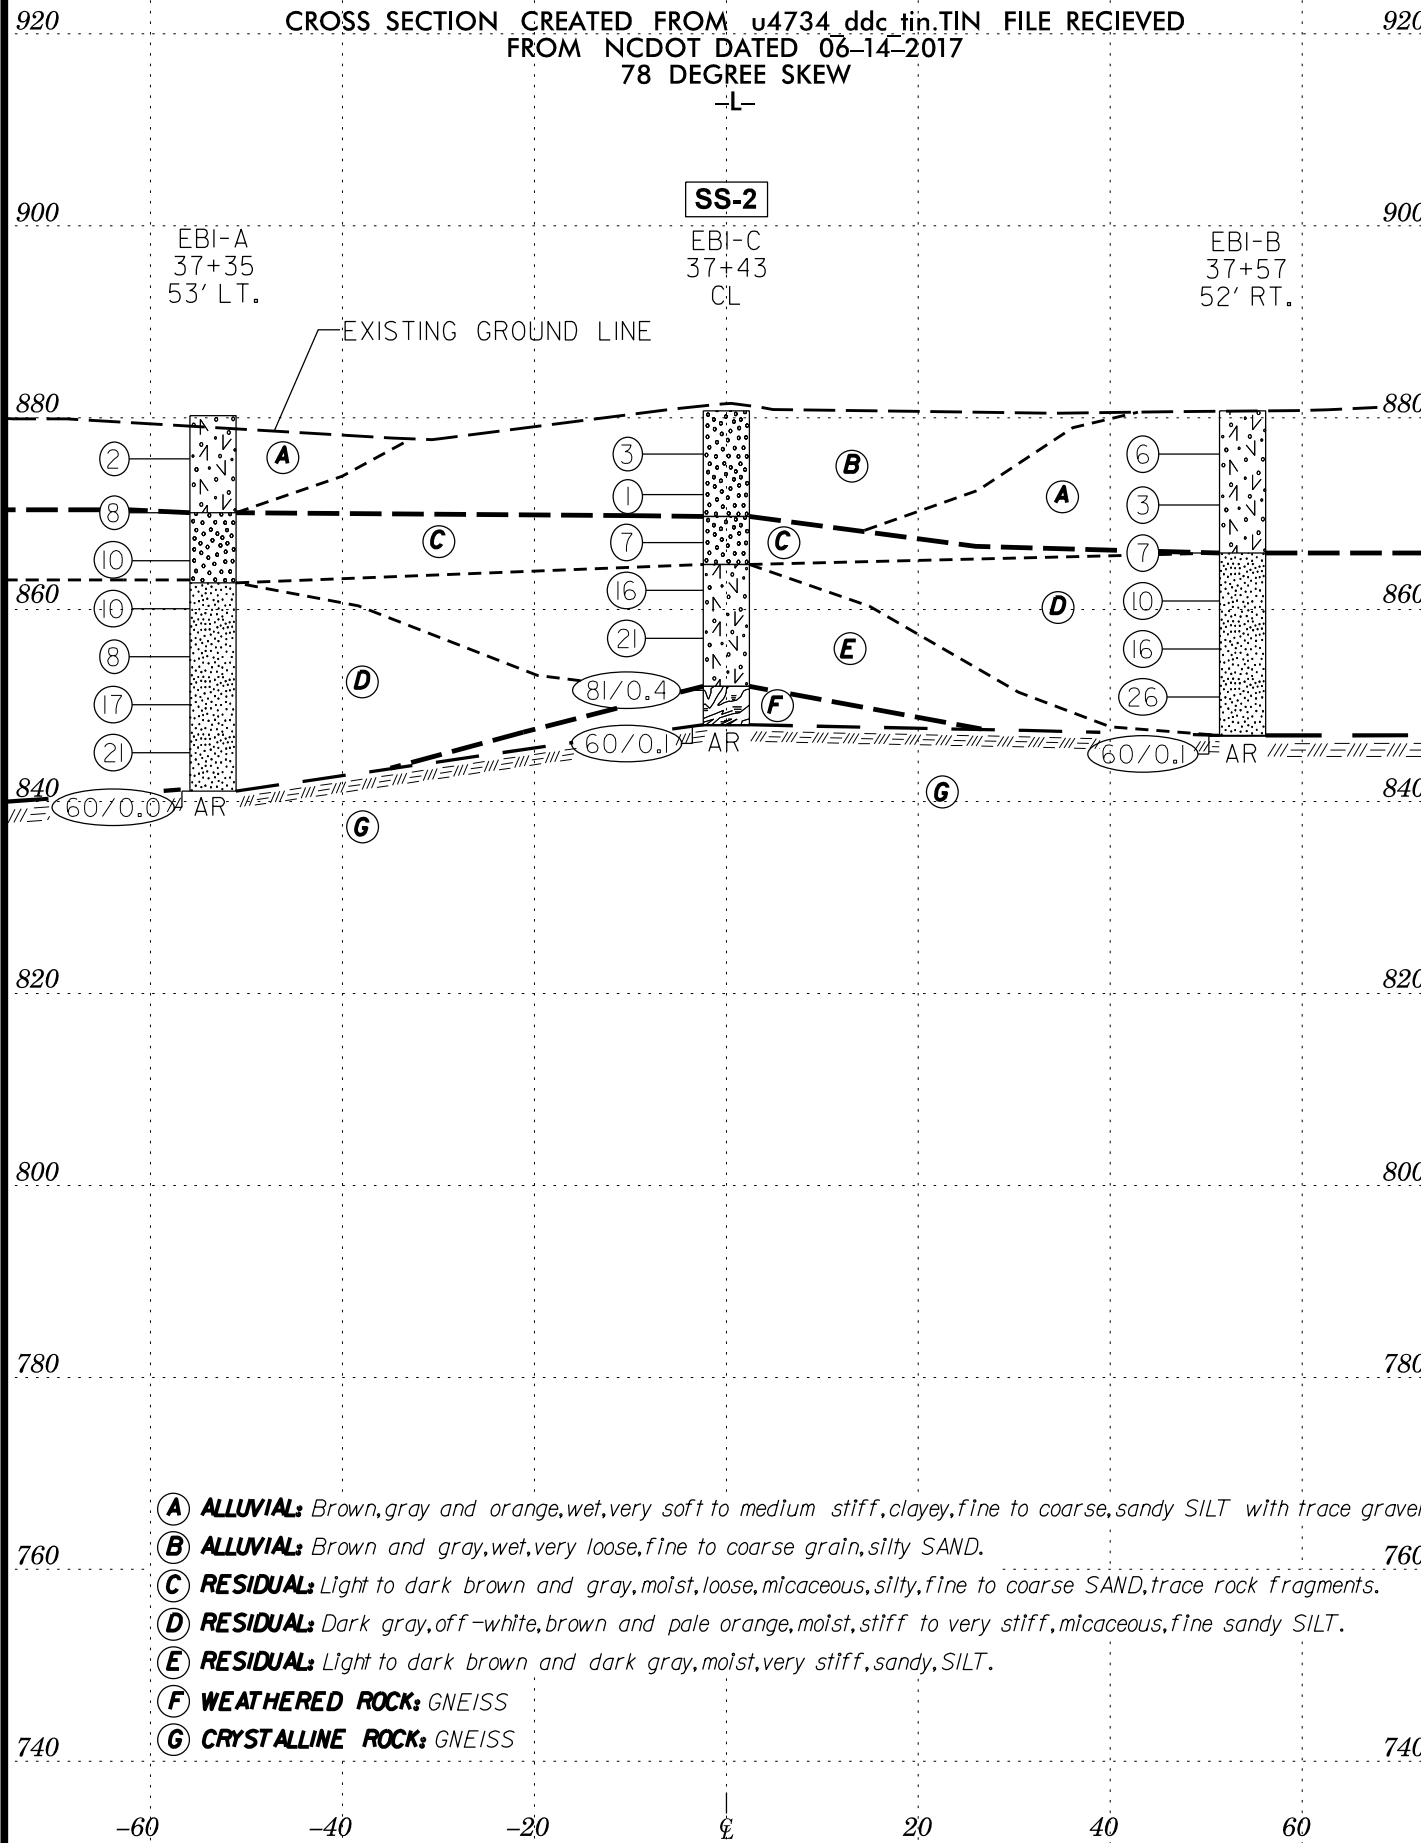 CROSS SECTION CREATED FROM u4734_ddc_tin.TIN FILE RECIEVED
FROM NCDOT DATED 06-14-2017
78 DEGREE SKEW
-L-
920 920
SS-2
900 900
EBI-A
37+35
53' LT.
EBI-C
37+43
CL
EBI-B
37+57
52' RT.
EXISTING GROUND LINE
880 880
2 A 3 B 6
1 A 3
8 C 7 C 7
10 16 10
860 860
10 D 21 E D 16
8 81/0.4 F 26
17 60/0.1 AR 60/0.1 AR
21
840 G 840
60/0.0 AR G
820 820
800 800
780 780
A ALLUVIAL: Brown, gray and orange, wet, very soft to medium stiff, clayey, fine to coarse, sandy SILT with trace
B ALLUVIAL: Brown and gray, wet, very loose, fine to coarse grain, silty SAND.
760 760
C RESIDUAL: Light to dark brown and gray, moist, loose, micaceous, silty, fine to coarse SAND, trace rock fragments.
D RESIDUAL: Dark gray, off-white, brown and pale orange, moist, stiff to very stiff, micaceous, fine sandy SILT.
E RESIDUAL: Light to dark brown and dark gray, moist, very stiff, sandy, SILT.
F WEATHERED ROCK: GNEISS
G CRYSTALLINE ROCK: GNEISS
740 740
-60 -40 -20 ℄ 20 40 60